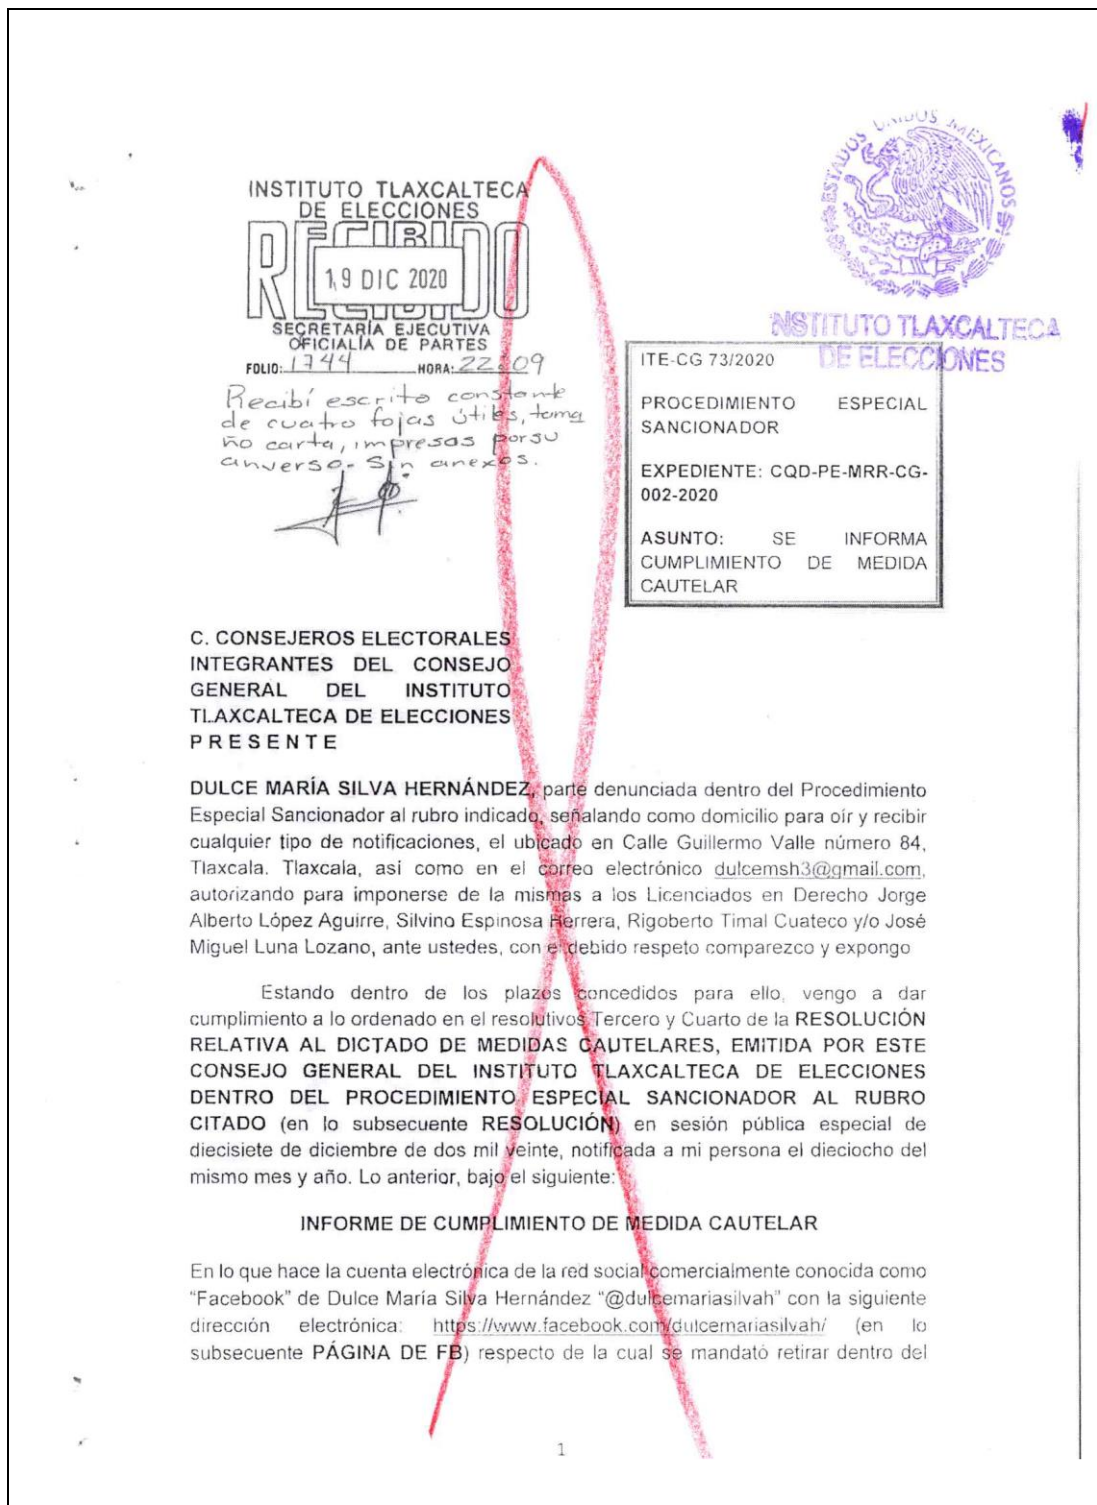 INSTITUTO TLAXCALTECA
DE ELECCIONES
RECIBIDO
19 DIC 2020
SECRETARÍA EJECUTIVA
OFICIALÍA DE PARTES
FOLIO: 1744 HORA: 22:09
Recibí escrito constante
de cuatro fojas útiles, tama
ño carta, impresas por su
anverso. Sin anexos.
ESTADOS UNIDOS MEXICANOS
INSTITUTO TLAXCALTECA
DE ELECCIONES
ITE-CG 73/2020
PROCEDIMIENTO ESPECIAL
SANCIONADOR
EXPEDIENTE: CQD-PE-MRR-CG-
002-2020
ASUNTO: SE INFORMA
CUMPLIMIENTO DE MEDIDA
CAUTELAR
C. CONSEJEROS ELECTORALES
INTEGRANTES DEL CONSEJO
GENERAL DEL INSTITUTO
TLAXCALTECA DE ELECCIONES
P R E S E N T E
DULCE MARÍA SILVA HERNÁNDEZ, parte denunciada dentro del Procedimiento
Especial Sancionador al rubro indicado, señalando como domicilio para oír y recibir
cualquier tipo de notificaciones, el ubicado en Calle Guillermo Valle número 84,
Tlaxcala. Tlaxcala, así como en el correo electrónico dulcemsh3@gmail.com,
autorizando para imponerse de la mismas a los Licenciados en Derecho Jorge
Alberto López Aguirre, Silvino Espinosa Herrera, Rigoberto Timal Cuateco y/o José
Miguel Luna Lozano, ante ustedes, con el debido respeto comparezco y expongo
Estando dentro de los plazos concedidos para ello, vengo a dar
cumplimiento a lo ordenado en el resolutivos Tercero y Cuarto de la RESOLUCIÓN
RELATIVA AL DICTADO DE MEDIDAS CAUTELARES, EMITIDA POR ESTE
CONSEJO GENERAL DEL INSTITUTO TLAXCALTECA DE ELECCIONES
DENTRO DEL PROCEDIMIENTO ESPECIAL SANCIONADOR AL RUBRO
CITADO (en lo subsecuente RESOLUCIÓN) en sesión pública especial de
diecisiete de diciembre de dos mil veinte, notificada a mi persona el dieciocho del
mismo mes y año. Lo anterior, bajo el siguiente:
INFORME DE CUMPLIMIENTO DE MEDIDA CAUTELAR
En lo que hace la cuenta electrónica de la red social comercialmente conocida como
"Facebook" de Dulce María Silva Hernández "@dulcemariasilvah" con la siguiente
dirección electrónica: https://www.facebook.com/dulcemariasilvah/ (en lo
subsecuente PÁGINA DE FB) respecto de la cual se mandató retirar dentro del
1